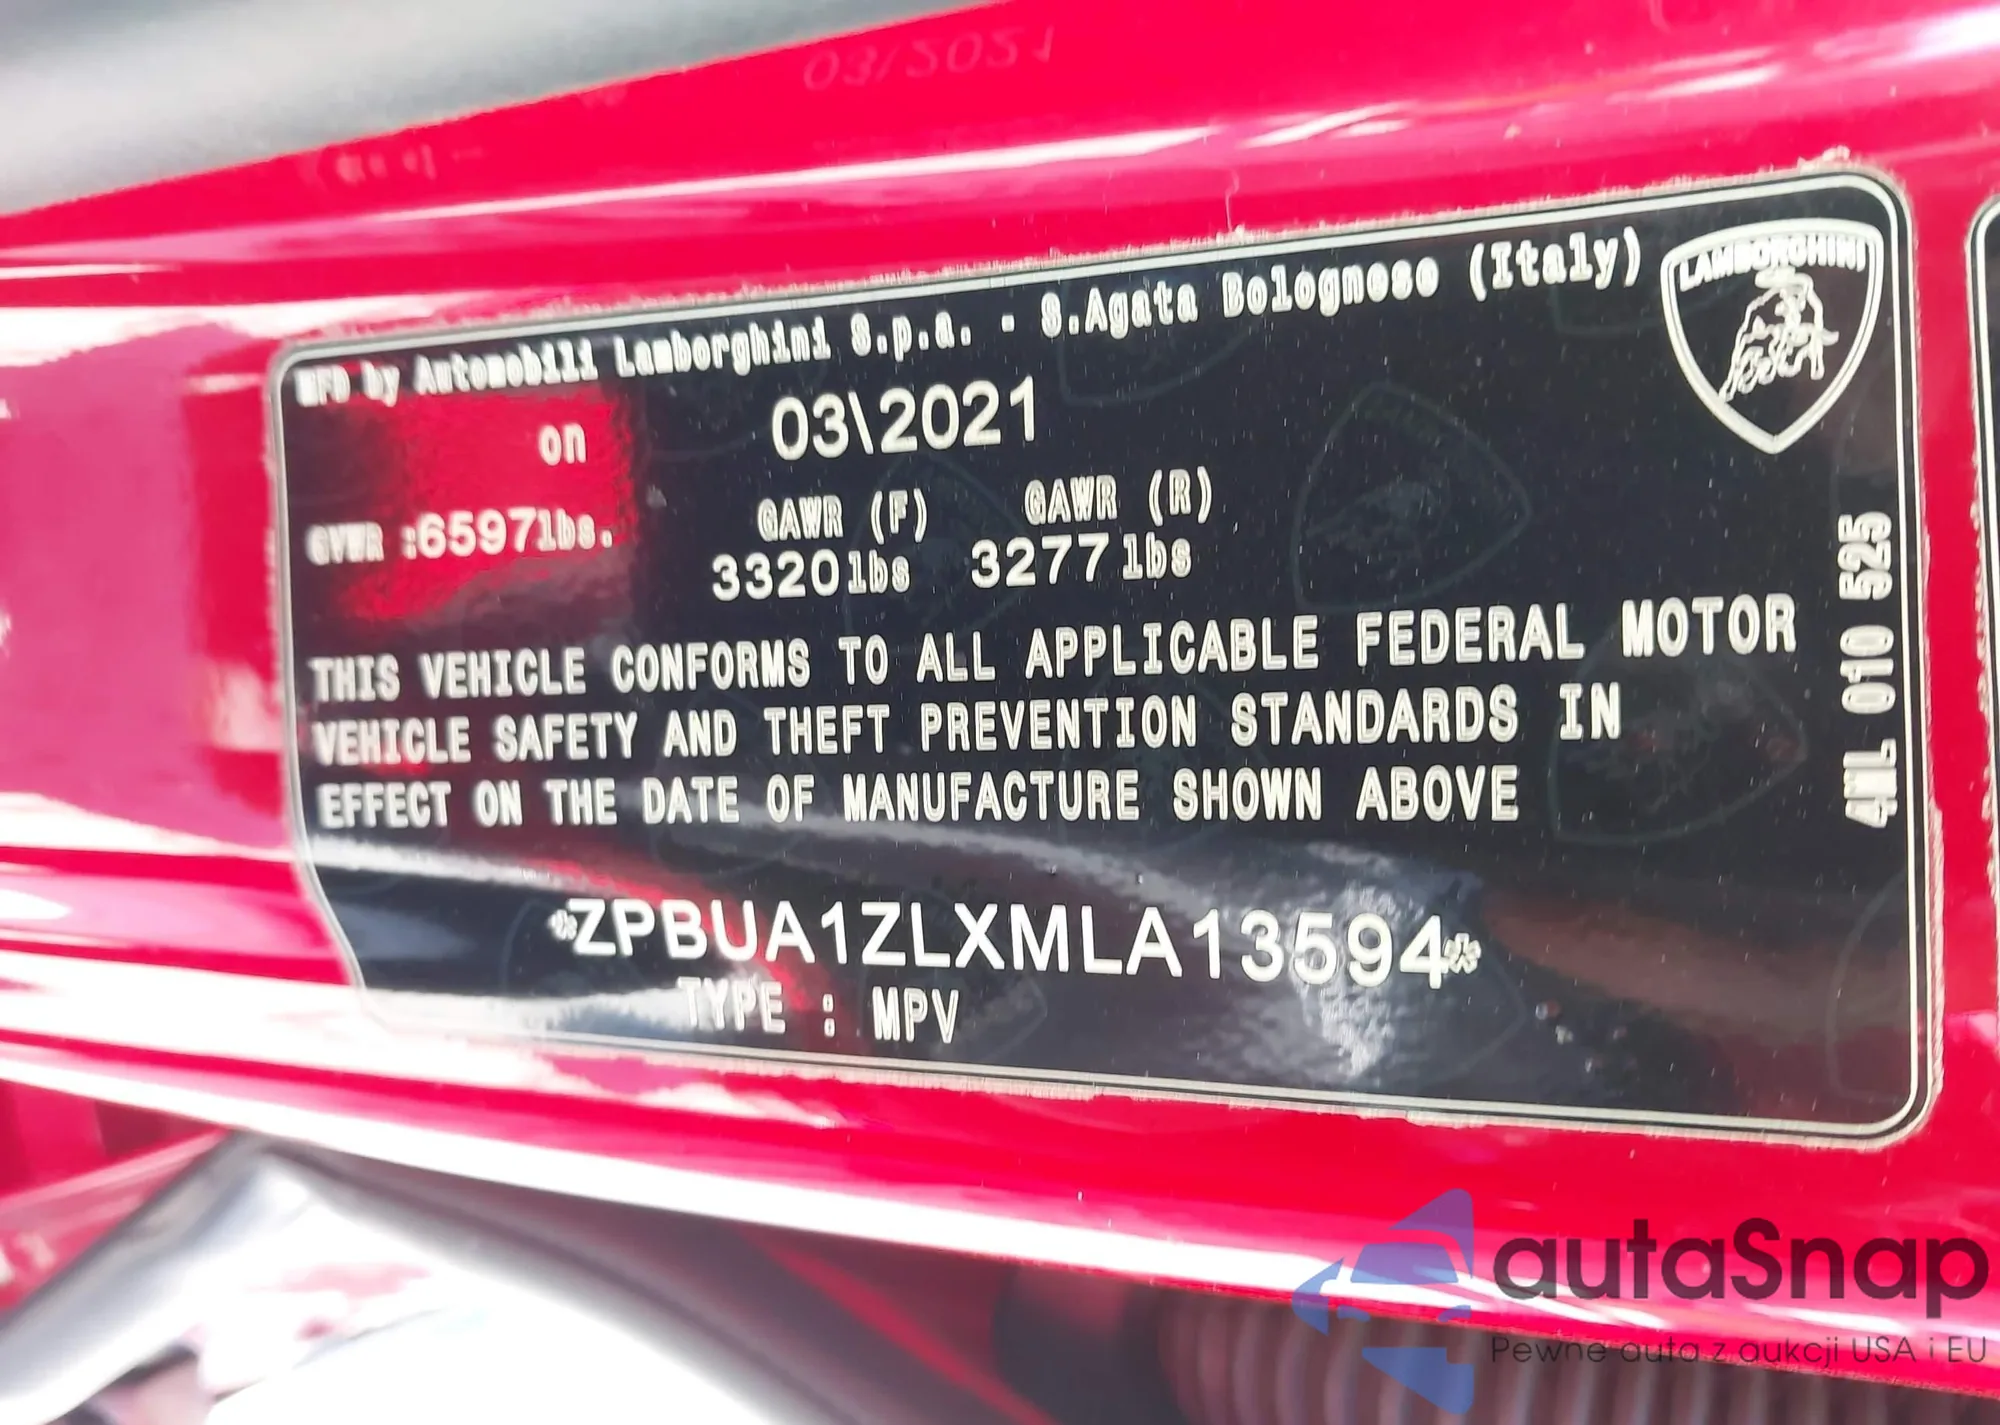 03/2021
MFD by Automobili Lamborghini S.p.a. - S.Agata Bolognese (Italy)
LAMBORGHINI
on 03\2021
GAWR (F) GAWR (R)
GVWR :6597lbs. 3320lbs 3277lbs
THIS VEHICLE CONFORMS TO ALL APPLICABLE FEDERAL MOTOR
VEHICLE SAFETY AND THEFT PREVENTION STANDARDS IN
EFFECT ON THE DATE OF MANUFACTURE SHOWN ABOVE
*ZPBUA1ZLXMLA13594*
TYPE : MPV
4ML 010 525
autaSnap
Pewne auta z aukcji USA i EU